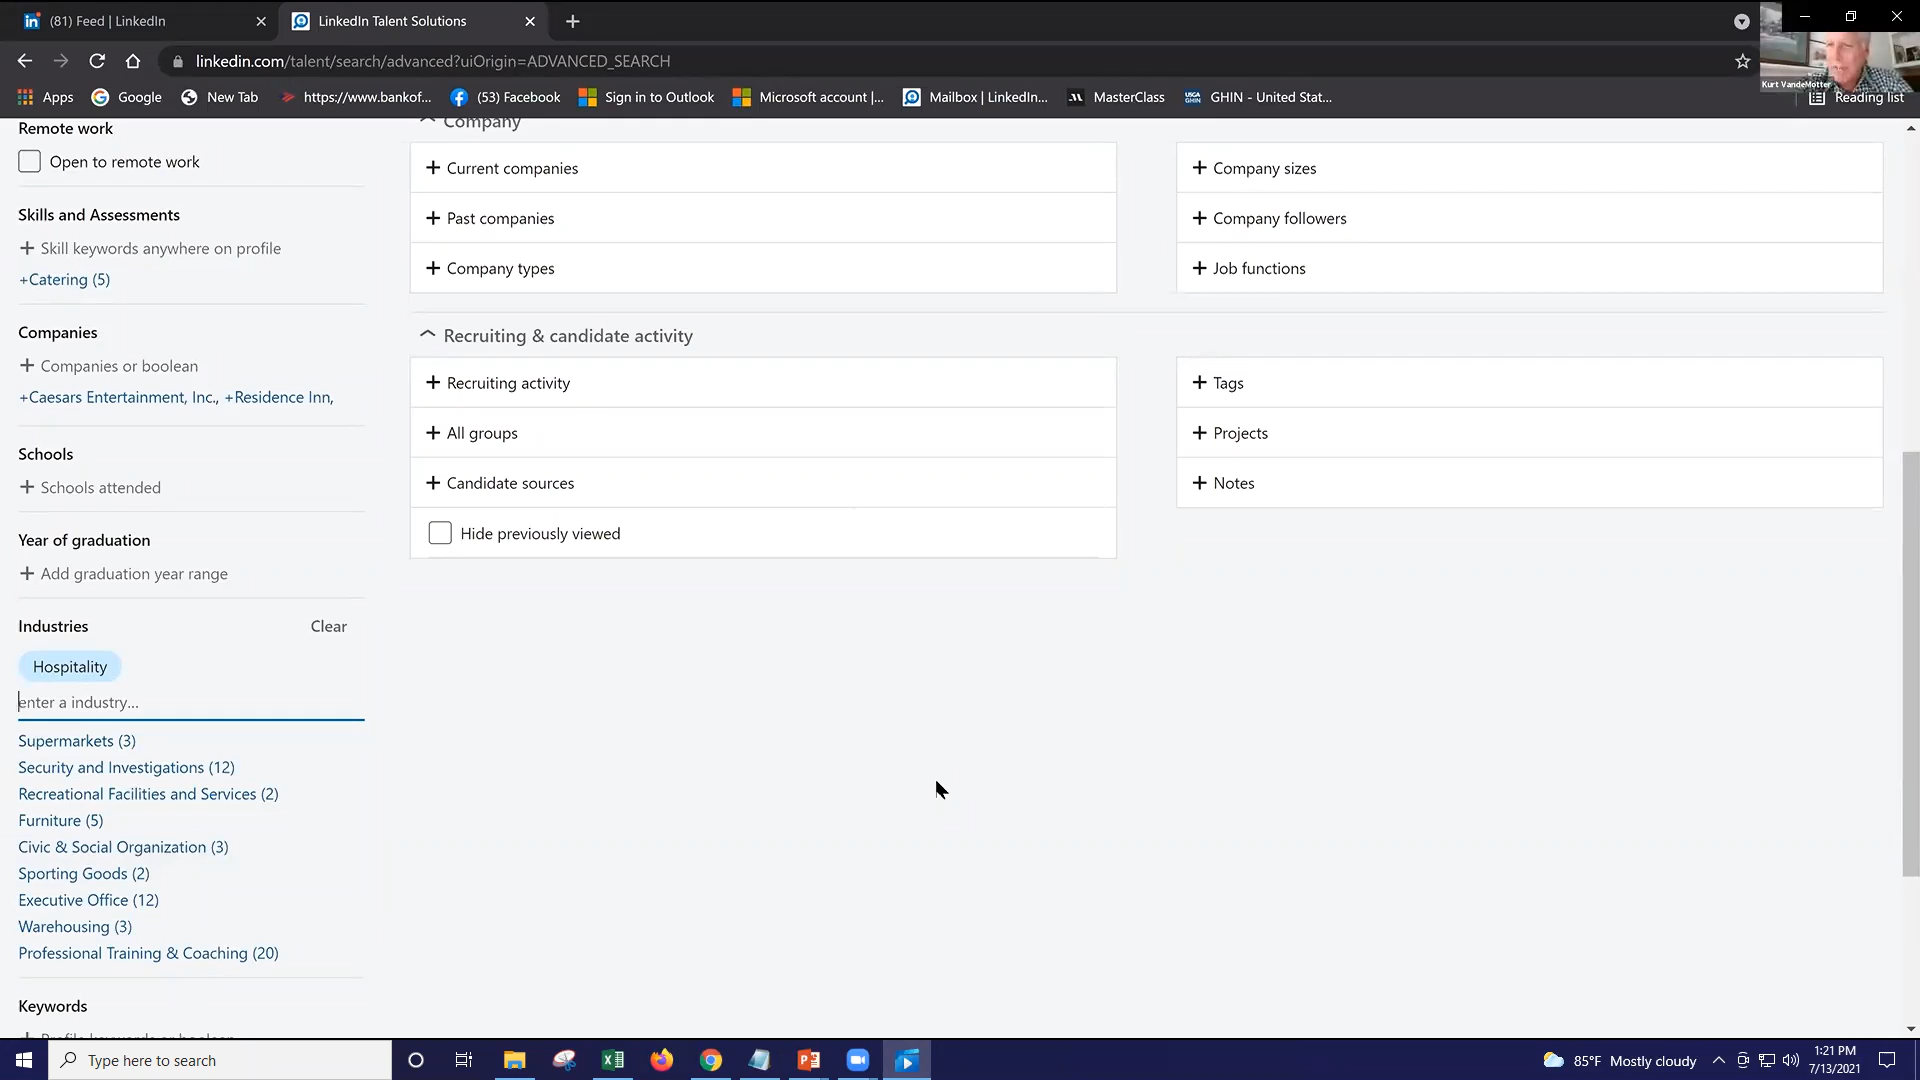 (81) Feed | LinkedIn
LinkedIn Talent Solutions
linkedin.com/talent/search/advanced?uiOrigin=ADVANCED_SEARCH
Kurt VandeMotter
Apps
Google
New Tab
https://www.bankof...
(53) Facebook
Sign in to Outlook
Microsoft account |...
Mailbox | LinkedIn...
MasterClass
GHIN - United Stat...
Reading list
Remote work
Open to remote work
Skills and Assessments
+ Skill keywords anywhere on profile
+Catering (5)
Companies
+ Companies or boolean
+Caesars Entertainment, Inc., +Residence Inn,
Schools
+ Schools attended
Year of graduation
+ Add graduation year range
Industries
Clear
Hospitality
enter a industry...
Supermarkets (3)
Security and Investigations (12)
Recreational Facilities and Services (2)
Furniture (5)
Civic & Social Organization (3)
Sporting Goods (2)
Executive Office (12)
Warehousing (3)
Professional Training & Coaching (20)
Keywords
+ Profile keywords or boolean
Company
+ Current companies
+ Past companies
+ Company types
+ Company sizes
+ Company followers
+ Job functions
Recruiting & candidate activity
+ Recruiting activity
+ All groups
+ Candidate sources
Hide previously viewed
+ Tags
+ Projects
+ Notes
Type here to search
85°F Mostly cloudy
1:21 PM
7/13/2021